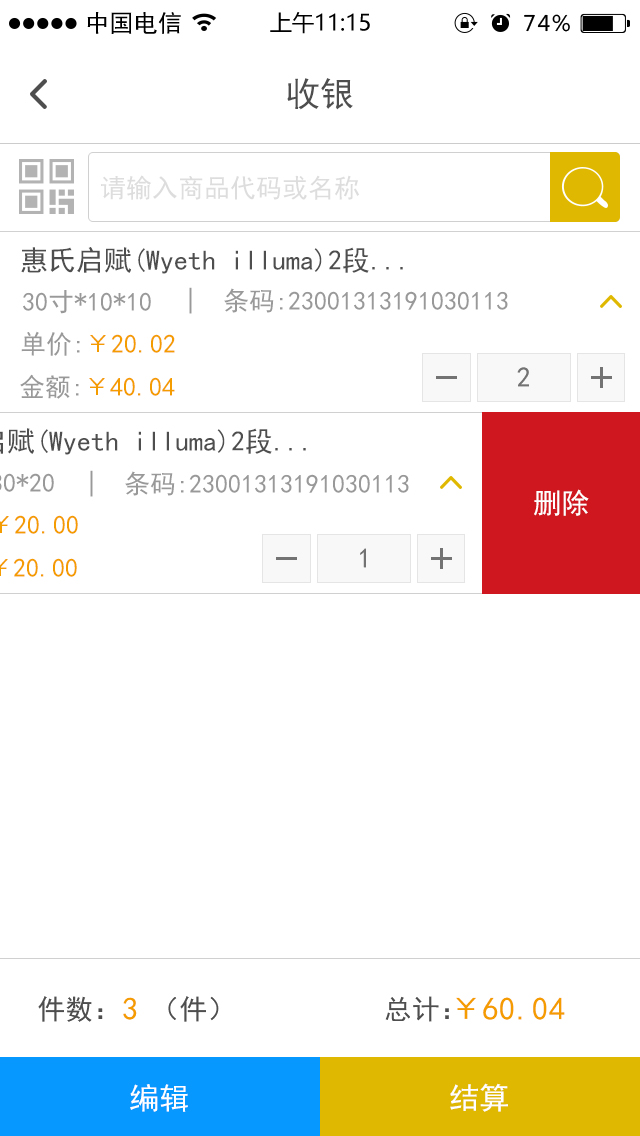 中国电信 上午11:15 74%
收银
请输入商品代码或名称
惠氏启赋(Wyeth illuma)2段...
30寸*10*10 | 条码:23001313191030113
单价:￥20.02
金额:￥40.04
2
赋(Wyeth illuma)2段...
0*20 | 条码:23001313191030113
￥20.00
￥20.00
1
删除
件数: 3 （件） 总计:￥60.04
编辑 结算